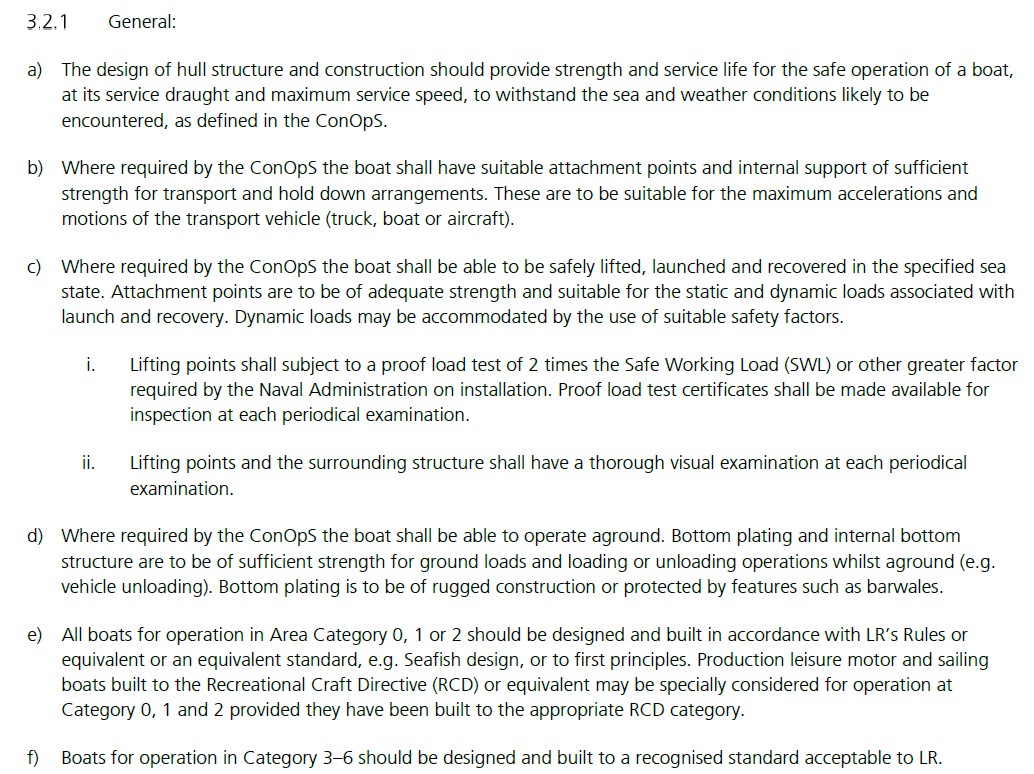 3.2.1 General:
a) The design of hull structure and construction should provide strength and service life for the safe operation of a boat,
at its service draught and maximum service speed, to withstand the sea and weather conditions likely to be
encountered, as defined in the ConOpS.
b) Where required by the ConOpS the boat shall have suitable attachment points and internal support of sufficient
strength for transport and hold down arrangements. These are to be suitable for the maximum accelerations and
motions of the transport vehicle (truck, boat or aircraft).
c) Where required by the ConOpS the boat shall be able to be safely lifted, launched and recovered in the specified sea
state. Attachment points are to be of adequate strength and suitable for the static and dynamic loads associated with
launch and recovery. Dynamic loads may be accommodated by the use of suitable safety factors.
i. Lifting points shall subject to a proof load test of 2 times the Safe Working Load (SWL) or other greater factor
required by the Naval Administration on installation. Proof load test certificates shall be made available for
inspection at each periodical examination.
ii. Lifting points and the surrounding structure shall have a thorough visual examination at each periodical
examination.
d) Where required by the ConOpS the boat shall be able to operate aground. Bottom plating and internal bottom
structure are to be of sufficient strength for ground loads and loading or unloading operations whilst aground (e.g.
vehicle unloading). Bottom plating is to be of rugged construction or protected by features such as barwales.
e) All boats for operation in Area Category 0, 1 or 2 should be designed and built in accordance with LR's Rules or
equivalent or an equivalent standard, e.g. Seafish design, or to first principles. Production leisure motor and sailing
boats built to the Recreational Craft Directive (RCD) or equivalent may be specially considered for operation at
Category 0, 1 and 2 provided they have been built to the appropriate RCD category.
f) Boats for operation in Category 3–6 should be designed and built to a recognised standard acceptable to LR.